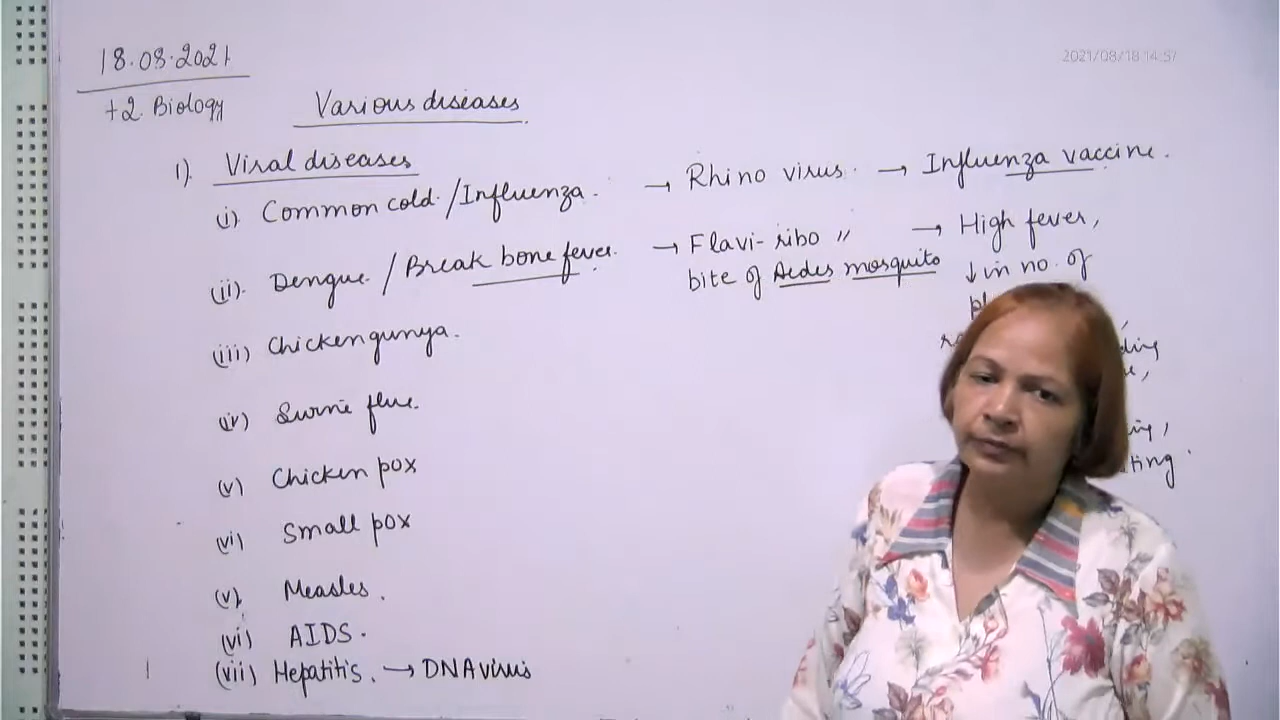 18.08.2021
2021/08/18 14:57
+2 Biology
Various diseases
1). Viral diseases
(i). Common cold /Influenza. → Rhino virus. → Influenza vaccine.
(ii). Dengue / Break bone fever. → Flavi-ribo " → High fever,
bite of Aedes mosquito ↓ in no. of
(iii) Chickengunya.
(iv) Swine flue.
(v) Chicken pox
(vi) Small pox
(v). Measles.
(vi) AIDS.
(vii) Hepatitis. → DNA virus